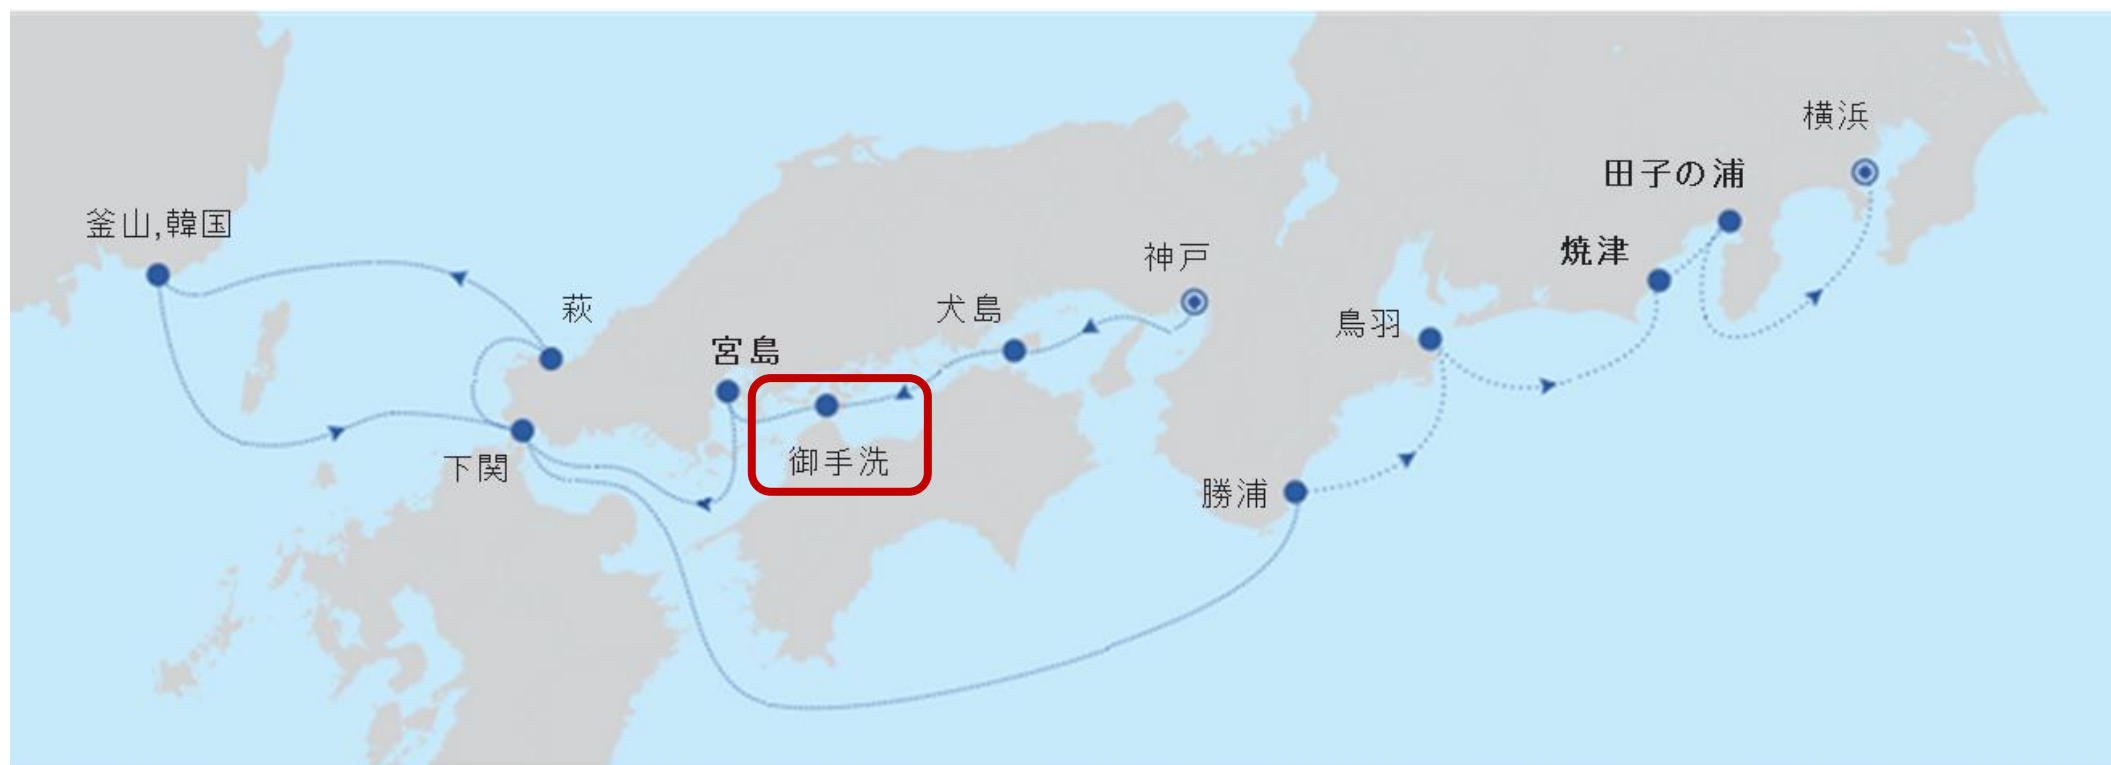 横浜
田子の浦
釜山,韓国
焼津
神戸
萩
犬島
鳥羽
宮島
御手洗
下関
勝浦